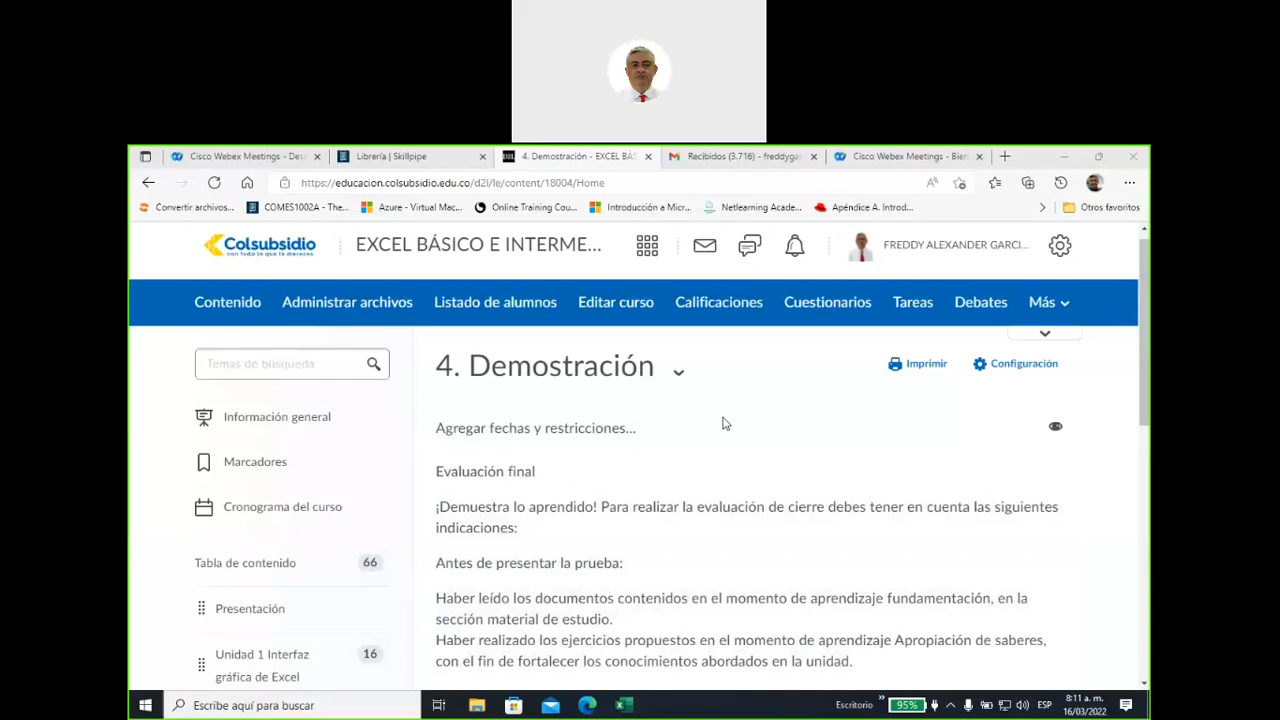 Cisco Webex Meetings - Det
Librería | Skillpipe
4. Demostración - EXCEL BÁS
Recibidos (3.716) - freddyga
Cisco Webex Meetings - Bien
https://educacion.colsubsidio.edu.co/d2l/le/content/18004/Home
Convertir archivos...
COMES1002A - The...
Azure - Virtual Mac...
Online Training Cou...
Introducción a Micr...
Netlearning Acade...
Apéndice A. Introd...
Otros favoritos
Colsubsidio
con todo lo que te mereces
EXCEL BÁSICO E INTERME...
FREDDY ALEXANDER GARCI...
Contenido
Administrar archivos
Listado de alumnos
Editar curso
Calificaciones
Cuestionarios
Tareas
Debates
Más
Temas de búsqueda
Información general
Marcadores
Cronograma del curso
Tabla de contenido 66
Presentación
Unidad 1 Interfaz 16
gráfica de Excel
4. Demostración
Imprimir
Configuración
Agregar fechas y restricciones...
Evaluación final
¡Demuestra lo aprendido! Para realizar la evaluación de cierre debes tener en cuenta las siguientes
indicaciones:
Antes de presentar la prueba:
Haber leído los documentos contenidos en el momento de aprendizaje fundamentación, en la
sección material de estudio.
Haber realizado los ejercicios propuestos en el momento de aprendizaje Apropiación de saberes,
con el fin de fortalecer los conocimientos abordados en la unidad.
Escribe aquí para buscar
Escritorio
95%
ESP
8:11 a. m.
16/03/2022